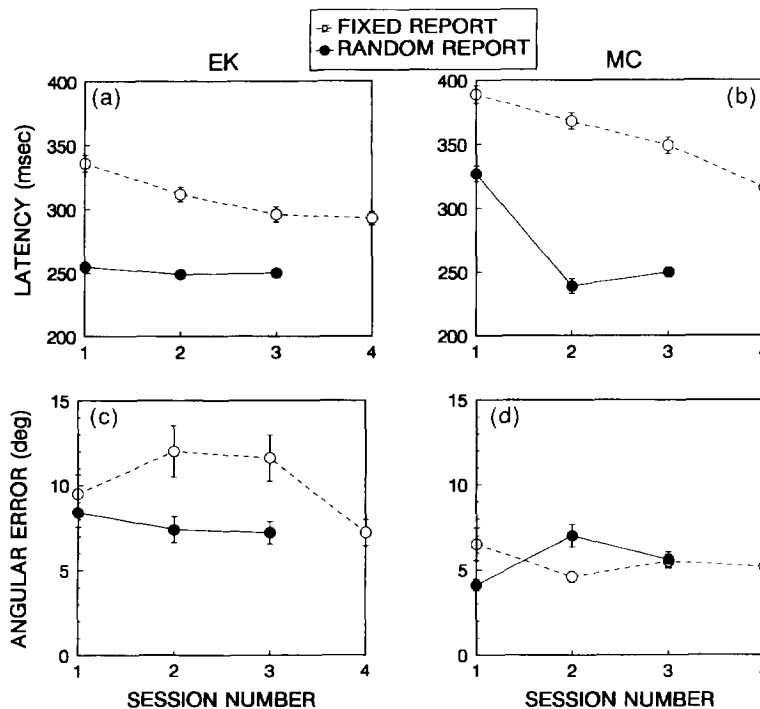 FIXED REPORT
RANDOM REPORT
EK
MC
(a)
(b)
LATENCY (msec)
400
350
300
250
200
1 2 3 4
400
350
300
250
200
1 2 3 4
(c)
(d)
ANGULAR ERROR (deg)
15
10
5
0
1 2 3 4
15
10
5
0
1 2 3 4
SESSION NUMBER
SESSION NUMBER